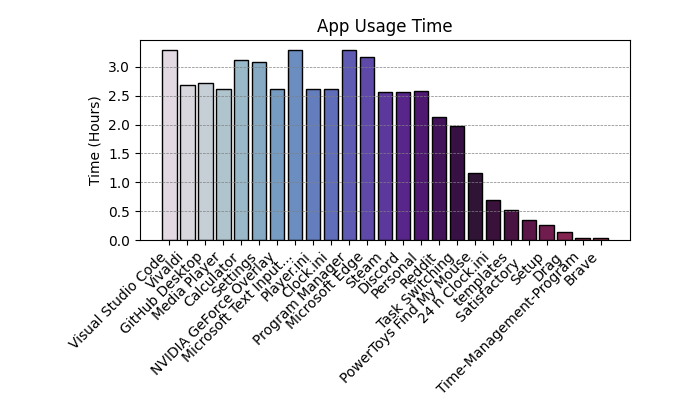 App Usage Time
Time (Hours)
3.0
2.5
2.0
1.5
1.0
0.5
0.0
Visual Studio Code
Vivaldi
GitHub Desktop
Media Player
Calculator
Settings
NVIDIA GeForce Overlay
Microsoft Text Input...
Player.ini
Clock.ini
Program Manager
Microsoft Edge
Steam
Discord
Personal
Reddit
Task Switching
PowerToys Find My Mouse
24 h Clock.ini
templates
Satisfactory
Setup
Drag
Time-Management-Program
Brave